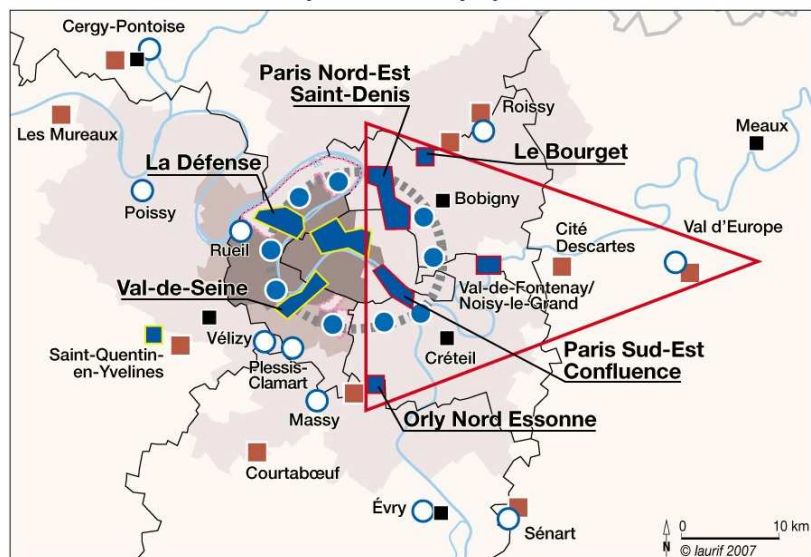 Cergy-Pontoise
Paris Nord-Est
Saint-Denis
Roissy
Les Mureaux
Meaux
La Défense
Le Bourget
Poissy
Bobigny
Rueil
Cité
Descartes
Val d'Europe
Val-de-Seine
Val-de-Fontenay/
Noisy-le-Grand
Vélizy
Créteil
Saint-Quentin-
en-Yvelines
Plessis-
Clamart
Paris Sud-Est
Confluence
Massy
Orly Nord Essonne
Courtabœuf
Évry
Sénart
0 10 km
N
© Iaurif 2007